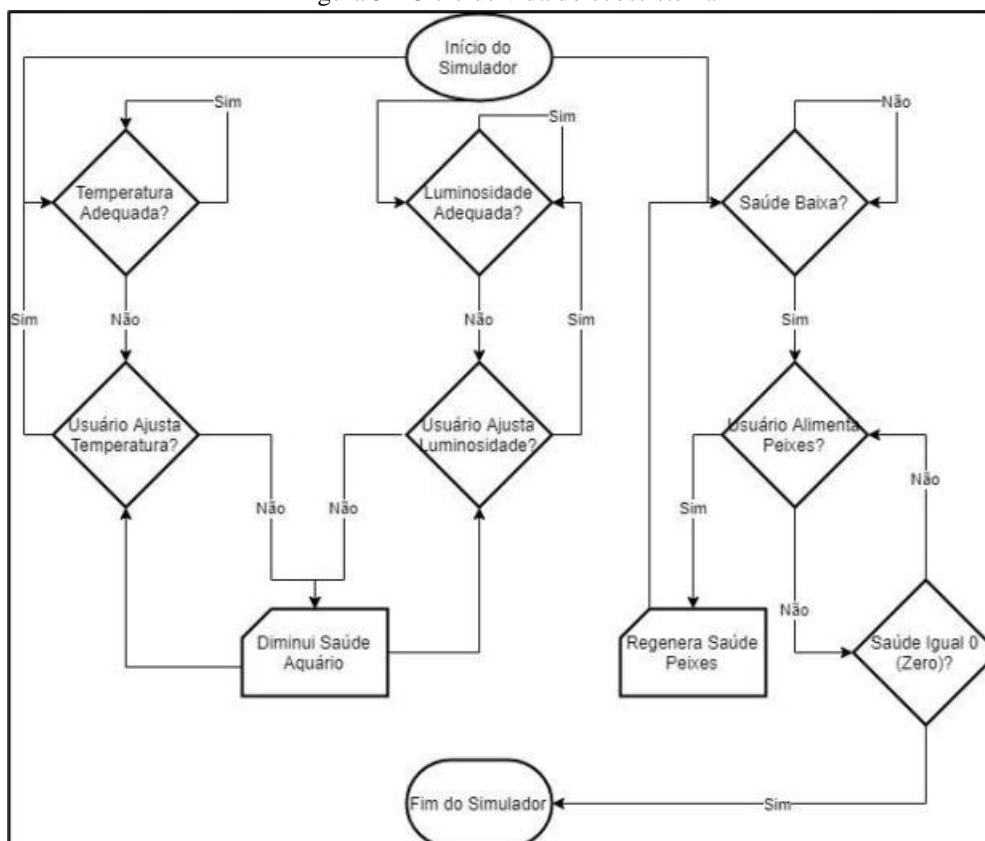 Início do
Simulador
Sim
Sim
Não
Temperatura
Adequada?
Luminosidade
Adequada?
Saúde Baixa?
Sim
Não
Não
Sim
Sim
Usuário Ajusta
Temperatura?
Usuário Ajusta
Luminosidade?
Usuário Alimenta
Peixes?
Não
Não
Sim
Não
Não
Diminui Saúde
Aquário
Regenera Saúde
Peixes
Saúde Igual 0
(Zero)?
Fim do Simulador
Sim